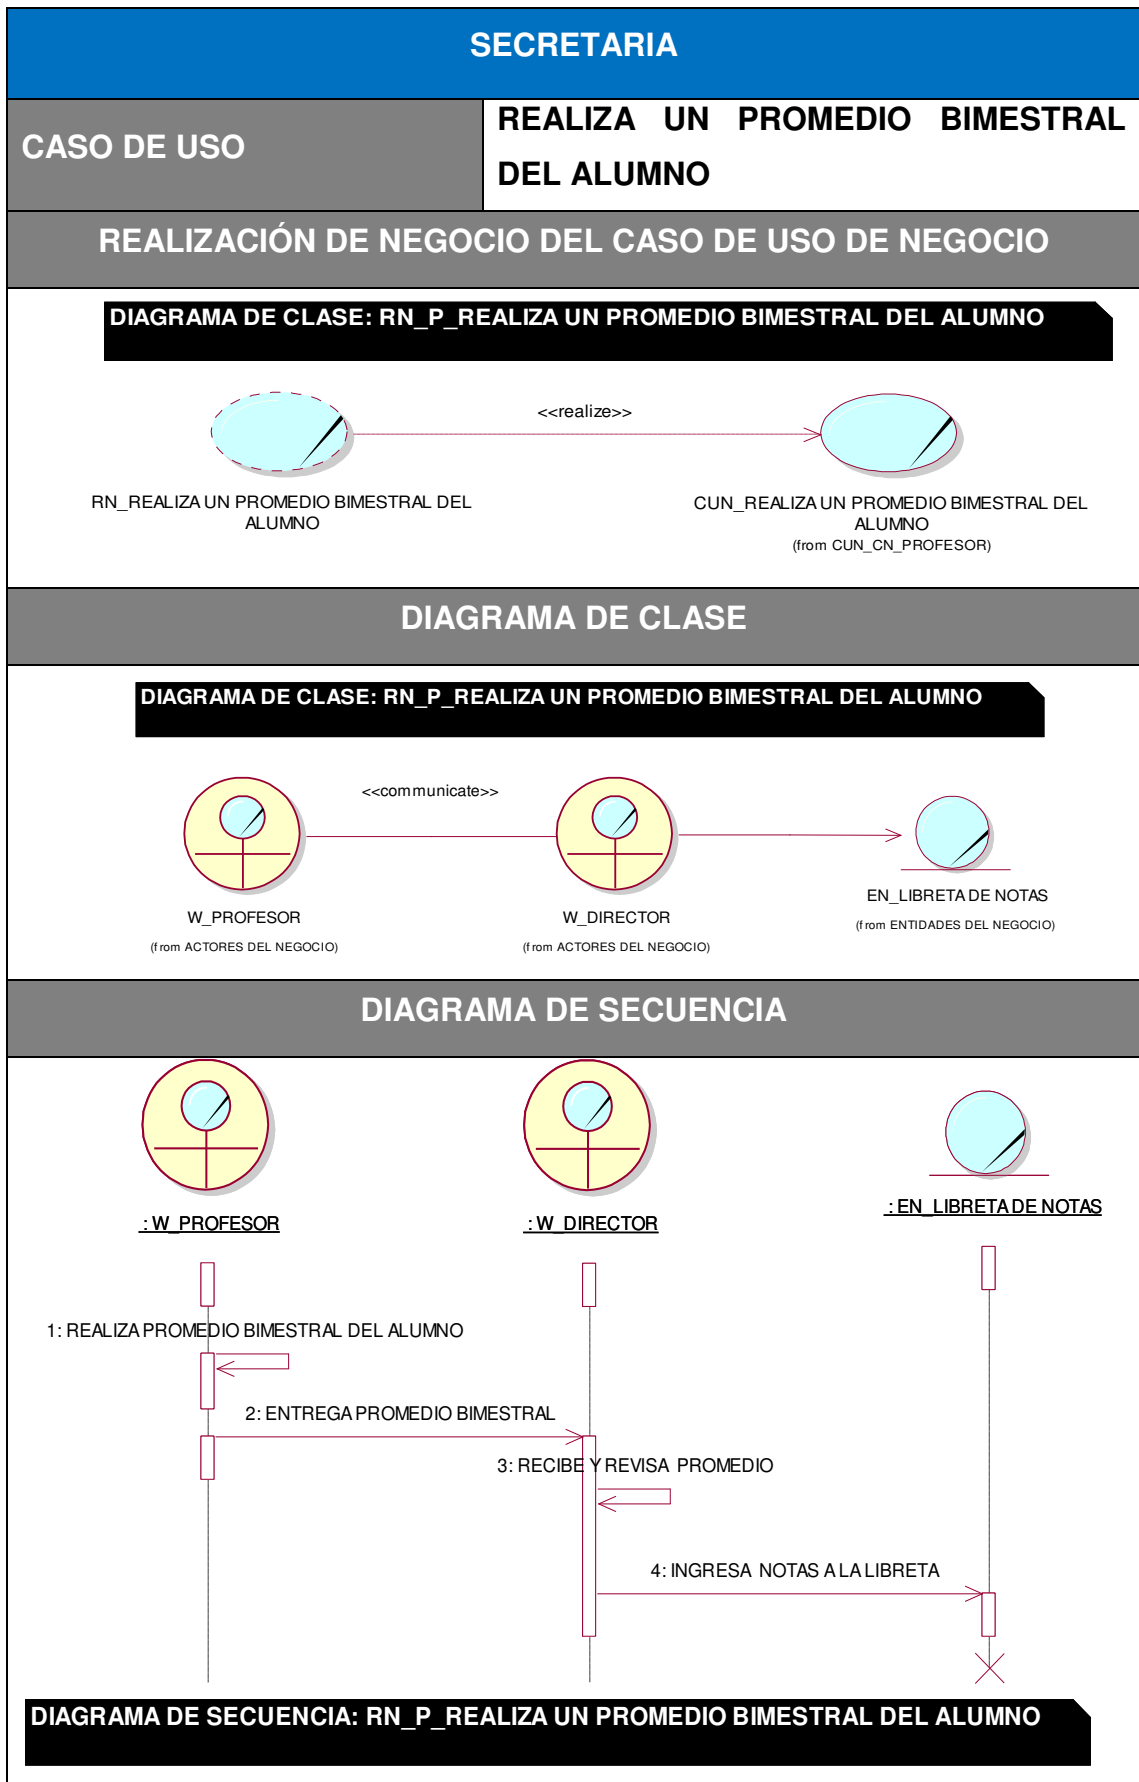 SECRETARIA
CASO DE USO
REALIZA UN PROMEDIO BIMESTRAL
DEL ALUMNO
REALIZACIÓN DE NEGOCIO DEL CASO DE USO DE NEGOCIO
DIAGRAMA DE CLASE: RN_P_REALIZA UN PROMEDIO BIMESTRAL DEL ALUMNO
<<realize>>
RN_REALIZA UN PROMEDIO BIMESTRAL DEL
ALUMNO
CUN_REALIZA UN PROMEDIO BIMESTRAL DEL
ALUMNO
(from CUN_CN_PROFESOR)
DIAGRAMA DE CLASE
DIAGRAMA DE CLASE: RN_P_REALIZA UN PROMEDIO BIMESTRAL DEL ALUMNO
<<communicate>>
W_PROFESOR
(from ACTORES DEL NEGOCIO)
W_DIRECTOR
(from ACTORES DEL NEGOCIO)
EN_LIBRETA DE NOTAS
(from ENTIDADES DEL NEGOCIO)
DIAGRAMA DE SECUENCIA
: W_PROFESOR
: W_DIRECTOR
: EN_LIBRETA DE NOTAS
1: REALIZA PROMEDIO BIMESTRAL DEL ALUMNO
2: ENTREGA PROMEDIO BIMESTRAL
3: RECIBE Y REVISA PROMEDIO
4: INGRESA NOTAS A LA LIBRETA
DIAGRAMA DE SECUENCIA: RN_P_REALIZA UN PROMEDIO BIMESTRAL DEL ALUMNO